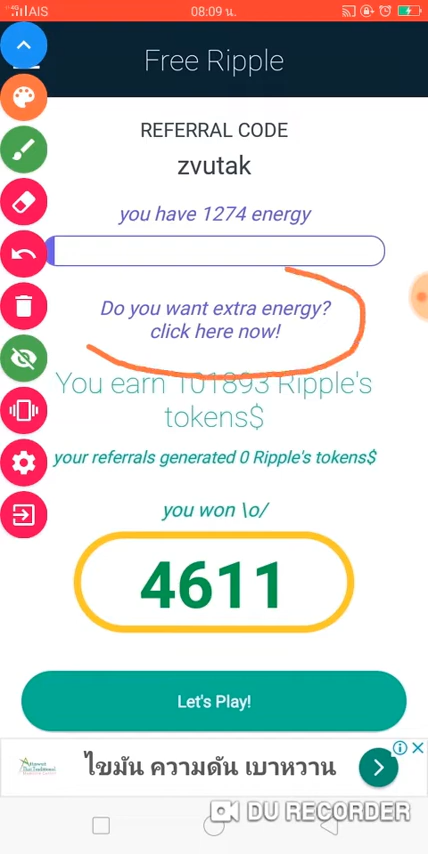 AIS 08:09 น.
Free Ripple
REFERRAL CODE
zvutak
you have 1274 energy
Do you want extra energy?
click here now!
You earn 101893 Ripple's
tokens$
your referrals generated 0 Ripple's tokens$
you won \o/
4611
Let's Play!
ไขมัน ความดัน เบาหวาน
DU RECORDER